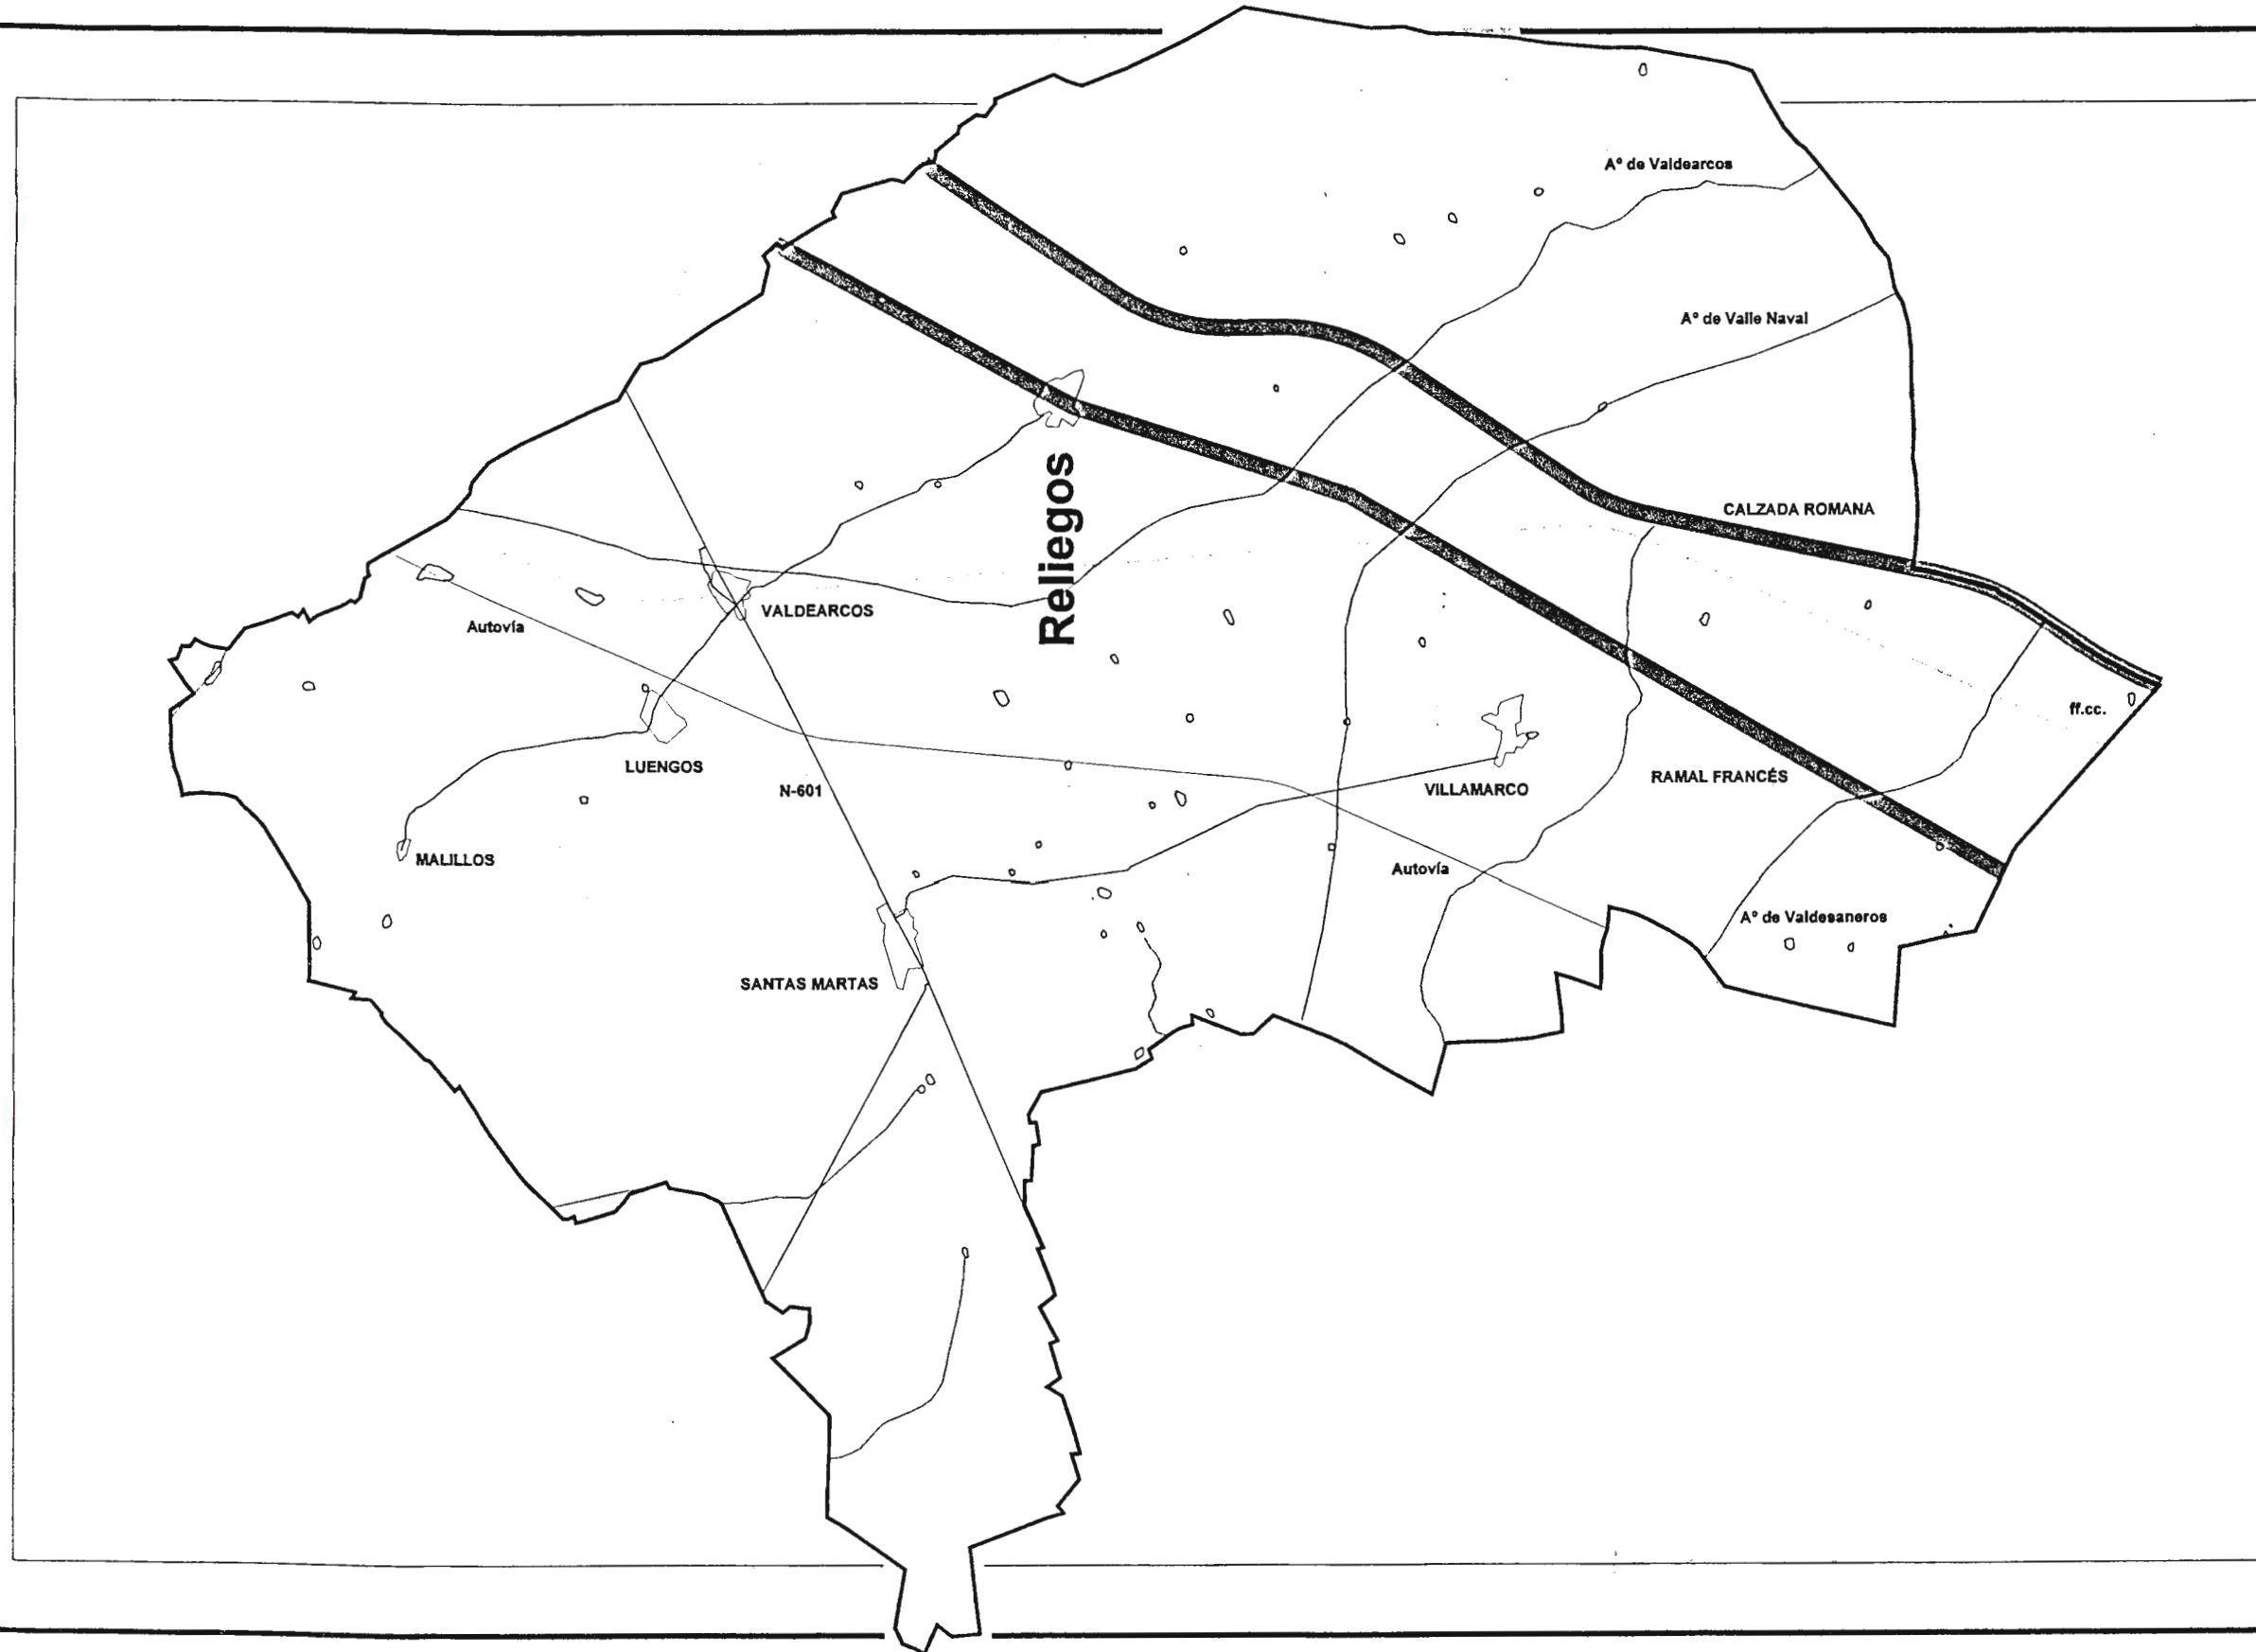 Aº de Valdearcos
Aº de Valle Naval
Reliegos
CALZADA ROMANA
VALDEARCOS
Autovía
ff.cc.
LUENGOS
N-601
VILLAMARCO
RAMAL FRANCÉS
MALILLOS
Autovía
Aº de Valdesaneros
SANTAS MARTAS